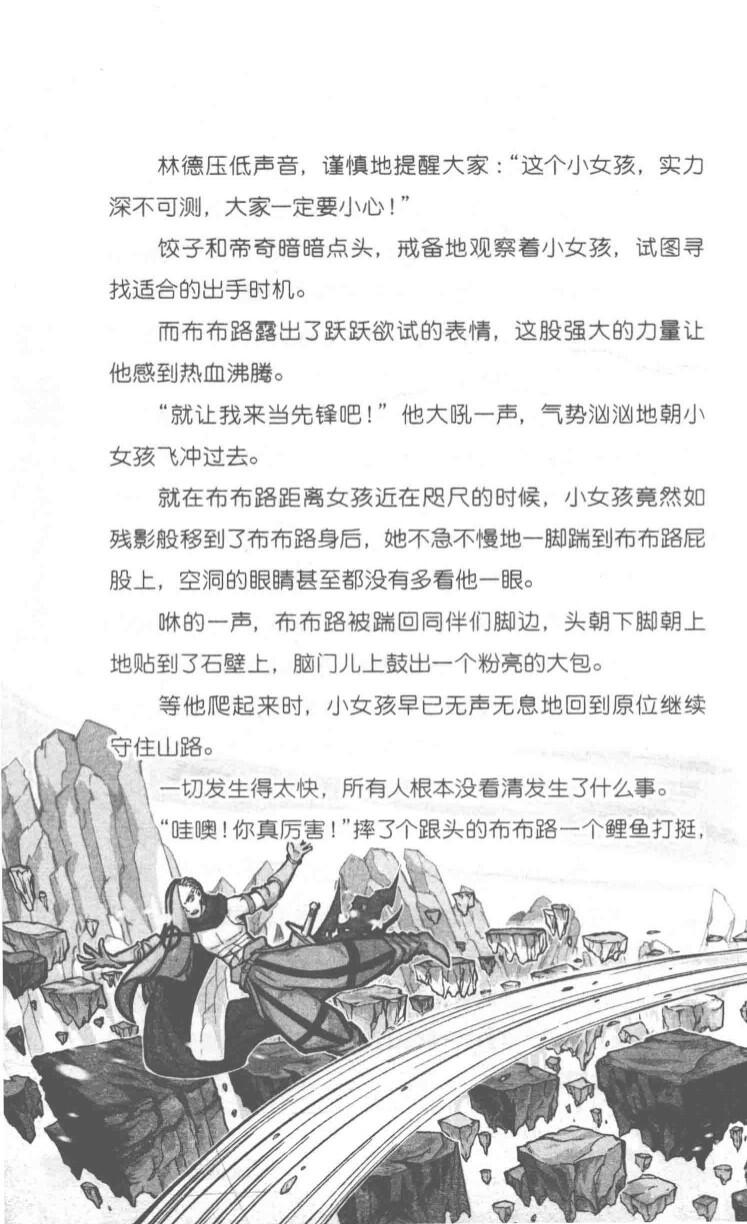 林德压低声音，谨慎地提醒大家：“这个小女孩，实力
深不可测，大家一定要小心！”
饺子和帝奇暗暗点头，戒备地观察着小女孩，试图寻
找适合的出手时机。
而布布路露出了跃跃欲试的表情，这股强大的力量让
他感到热血沸腾。
“就让我来当先锋吧！”他大吼一声，气势汹汹地朝小
女孩飞冲过去。
就在布布路距离女孩近在咫尺的时候，小女孩竟然如
残影般移到了布布路身后，她不急不慢地一脚踹到布布路屁
股上，空洞的眼睛甚至都没有多看他一眼。
咻的一声，布布路被踹回同伴们脚边，头朝下脚朝上
地贴到了石壁上，脑门儿上鼓出一个粉亮的大包。
等他爬起来时，小女孩早已无声无息地回到原位继续
守住山路。
一切发生得太快，所有人根本没看清发生了什么事。
“哇噢！你真厉害！”摔了个跟头的布布路一个鲤鱼打挺，